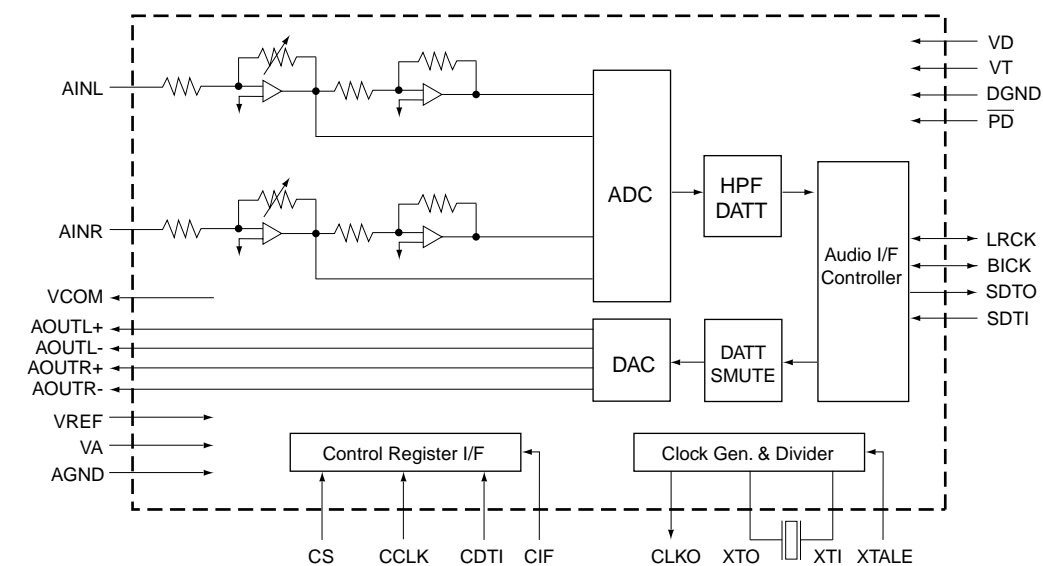 VD
VT
DGND
PD
AINL
AINR
ADC
HPF
DATT
Audio I/F
Controller
LRCK
BICK
SDTO
SDTI
VCOM
AOUTL+
AOUTL-
AOUTR+
AOUTR-
DAC
DATT
SMUTE
VREF
VA
AGND
Control Register I/F
Clock Gen. & Divider
CS
CCLK
CDTI
CIF
CLKO
XTO
XTI
XTALE